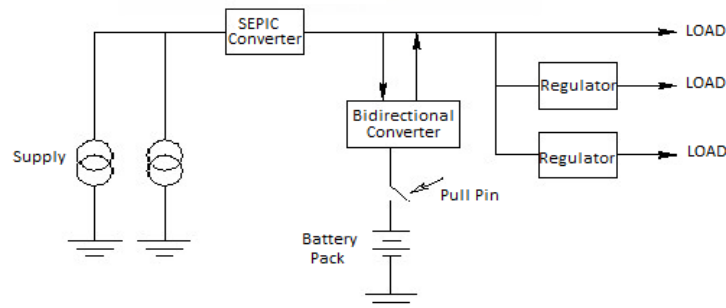 SEPIC
Converter
LOAD
Regulator
LOAD
Bidirectional
Converter
Supply
Regulator
LOAD
Pull Pin
Battery
Pack